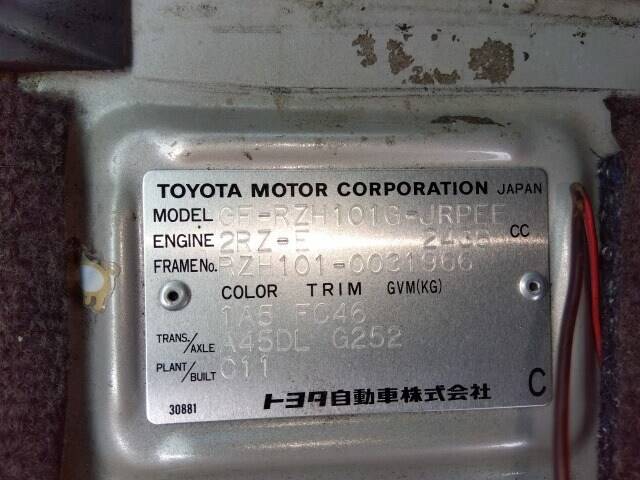 TOYOTA MOTOR CORPORATION JAPAN
MODEL GF-RZH101G-JRPEE
ENGINE 2RZ-E 2438 CC
FRAME No. RZH101-0031966
COLOR TRIM GVM(KG)
1A5 FC46
TRANS./AXLE A45DL G252
PLANT/BUILT C11
30881 トヨタ自動車株式会社 C